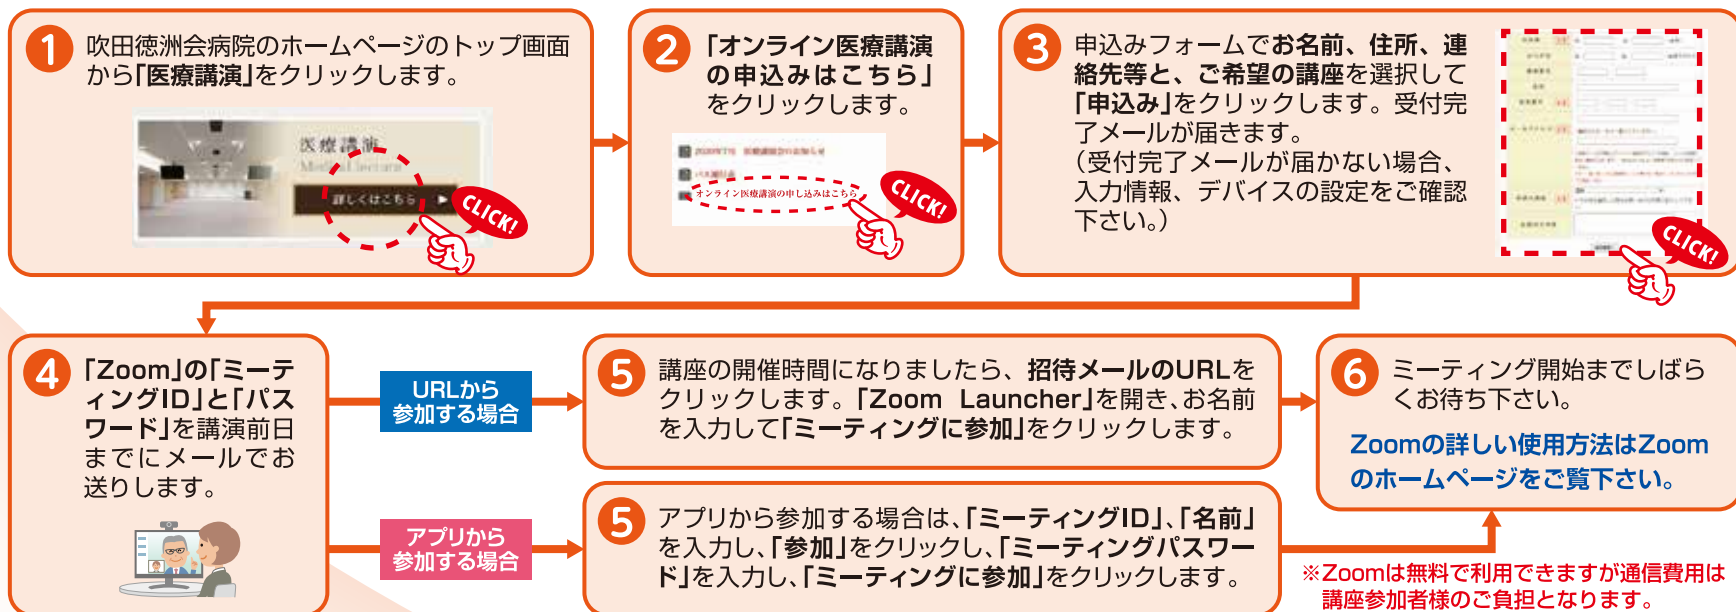 1
吹田徳洲会病院のホームページのトップ画面
から「医療講演」をクリックします。
医療講演
Medical lecture
詳しくはこちら
CLICK!
2
「オンライン医療講演
の申込みはこちら」
をクリックします。
オンライン医療講演の申し込みはこちら
CLICK!
3
申込みフォームでお名前、住所、連
絡先等と、ご希望の講座を選択して
「申込み」をクリックします。受付完
了メールが届きます。
（受付完了メールが届かない場合、
入力情報、デバイスの設定をご確認
下さい。）
CLICK!
4
「Zoom」の「ミーテ
ィングID」と「パス
ワード」を講演前日
までにメールでお
送りします。
URLから
参加する場合
5
講座の開催時間になりましたら、招待メールのURLを
クリックします。「Zoom Launcher」を開き、お名前
を入力して「ミーティングに参加」をクリックします。
アプリから
参加する場合
5
アプリから参加する場合は、「ミーティングID」、「名前」
を入力し、「参加」をクリックし、「ミーティングパスワー
ド」を入力し、「ミーティングに参加」をクリックします。
6
ミーティング開始までしばら
くお待ち下さい。
Zoomの詳しい使用方法はZoom
のホームページをご覧下さい。
※Zoomは無料で利用できますが通信費用は
講座参加者様のご負担となります。